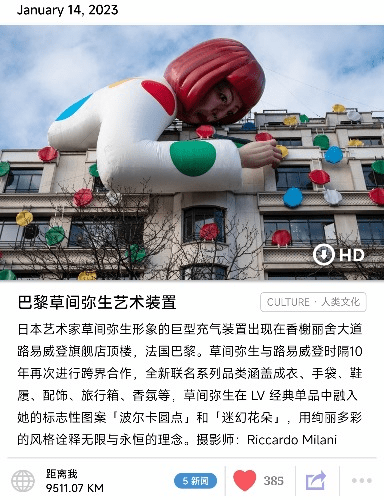 January 14, 2023
HD
巴黎草间弥生艺术装置
CULTURE · 人类文化
日本艺术家草间弥生形象的巨型充气装置出现在香榭丽舍大道
路易威登旗舰店顶楼，法国巴黎。草间弥生与路易威登时隔10
年再次进行跨界合作，全新联名系列品类涵盖成衣、手袋、鞋
履、配饰、旅行箱、香氛等，草间弥生在 LV 经典单品中融入
她的标志性图案「波尔卡圆点」和「迷幻花朵」，用绚丽多彩
的风格诠释无限与永恒的理念。摄影师：Riccardo Milani
距离我
9511.07 KM
5 新闻
385